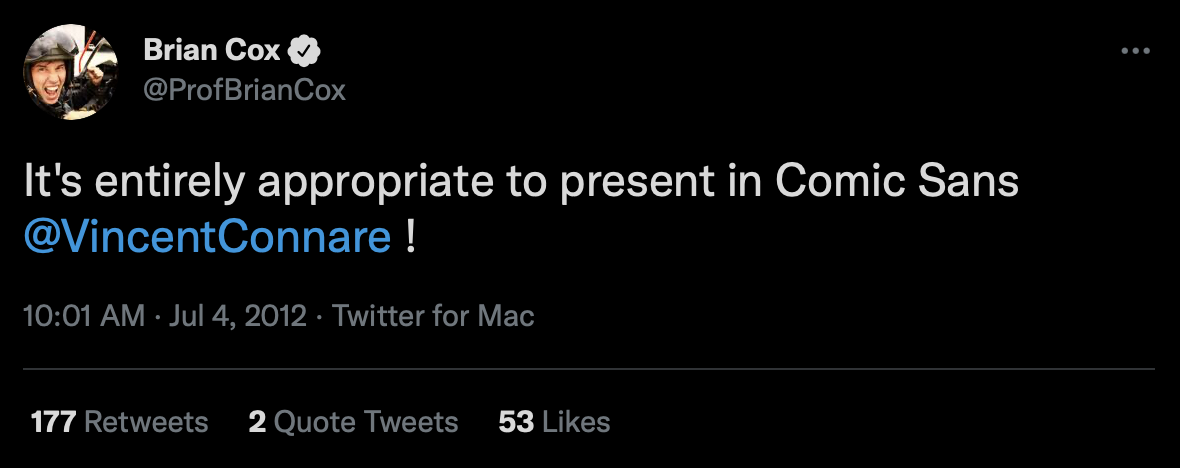 Brian Cox
@ProfBrianCox
It's entirely appropriate to present in Comic Sans
@VincentConnare !
10:01 AM · Jul 4, 2012 · Twitter for Mac
177 Retweets 2 Quote Tweets 53 Likes